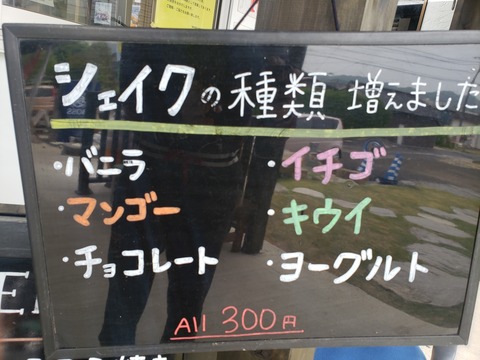 シェイクの種類 増えました
・バニラ ・イチゴ
・マンゴー ・キウイ
・チョコレート ・ヨーグルト
All 300円